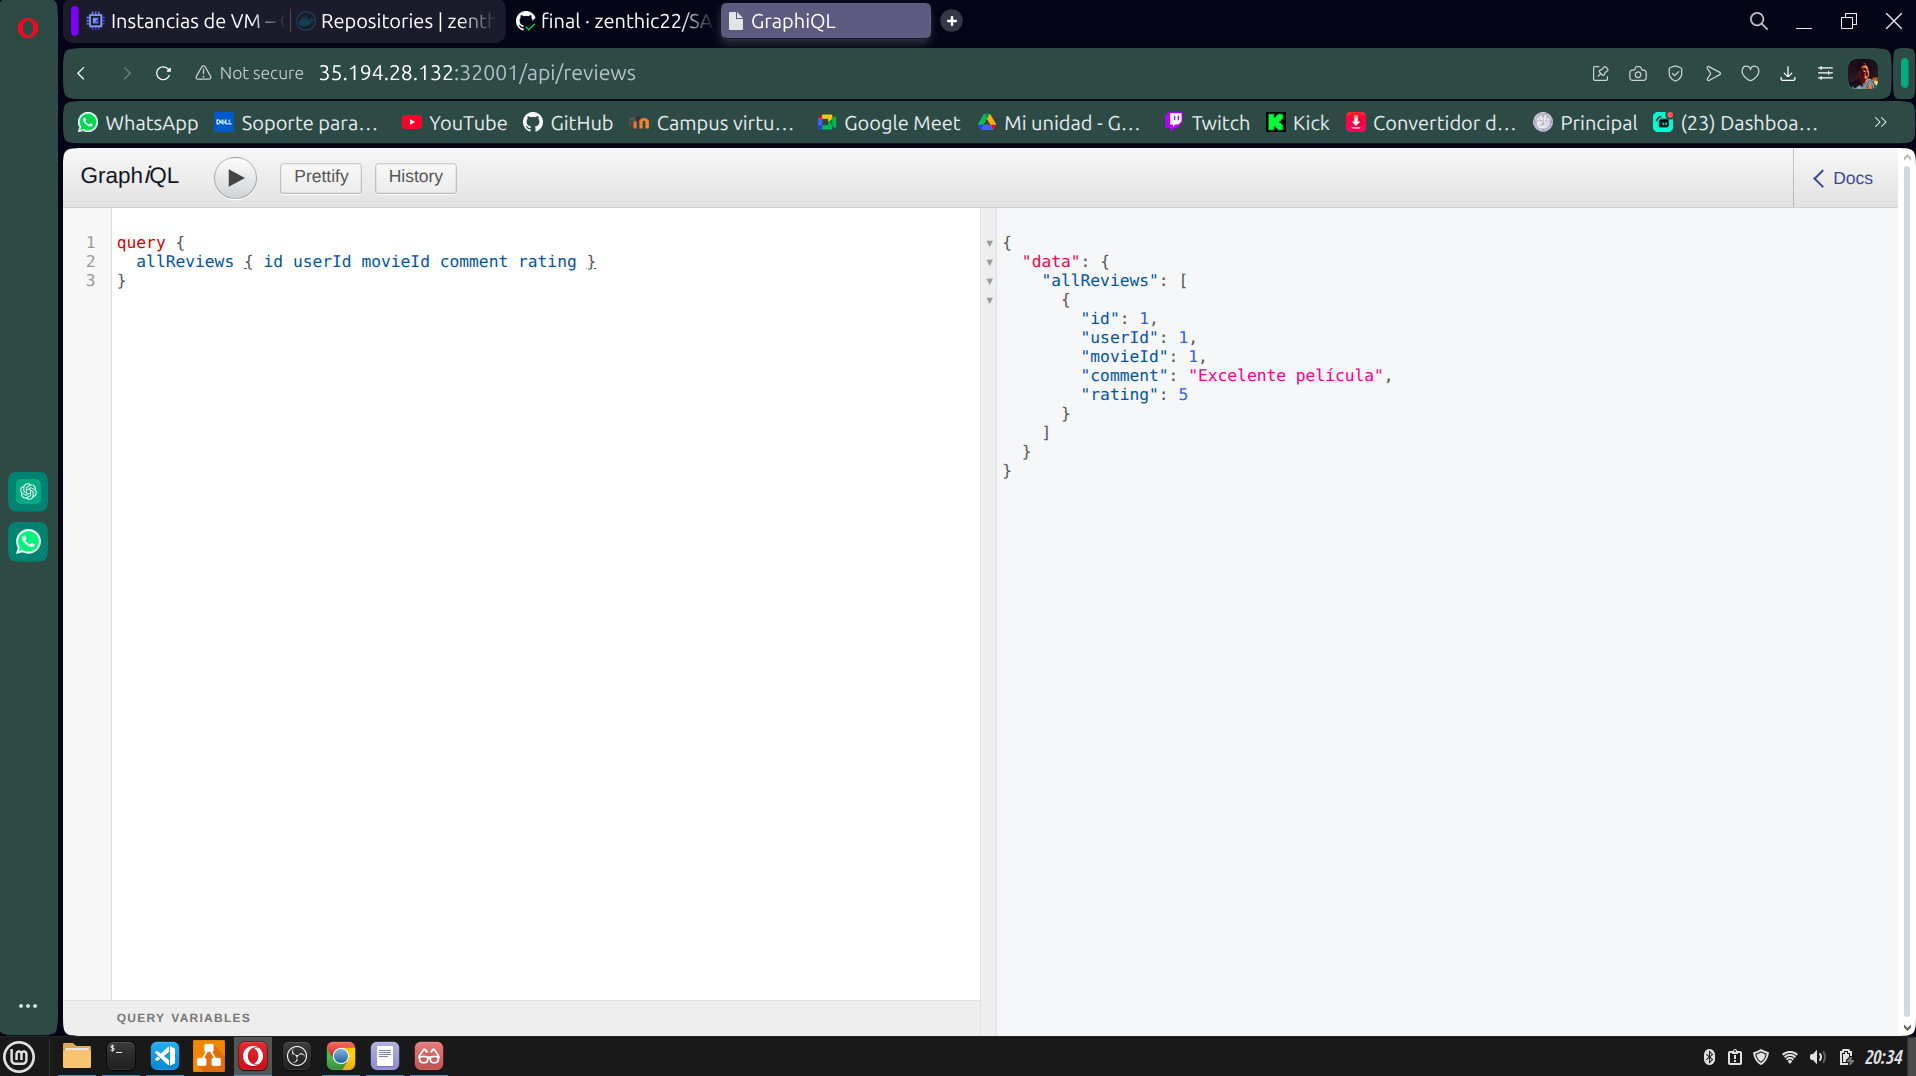 Instancias de VM –
Repositories | zenth
final · zenthic22/SA
GraphiQL
Not secure
35.194.28.132:32001/api/reviews
WhatsApp
DELL
Soporte para...
YouTube
GitHub
Campus virtu...
Google Meet
Mi unidad - G...
Twitch
Kick
Convertidor d...
Principal
(23) Dashboa...
GraphiQL
Prettify
History
Docs
1 query {
2 allReviews { id userId movieId comment rating }
3 }
{
"data": {
"allReviews": [
{
"id": 1,
"userId": 1,
"movieId": 1,
"comment": "Excelente película",
"rating": 5
}
]
}
}
QUERY VARIABLES
20:34